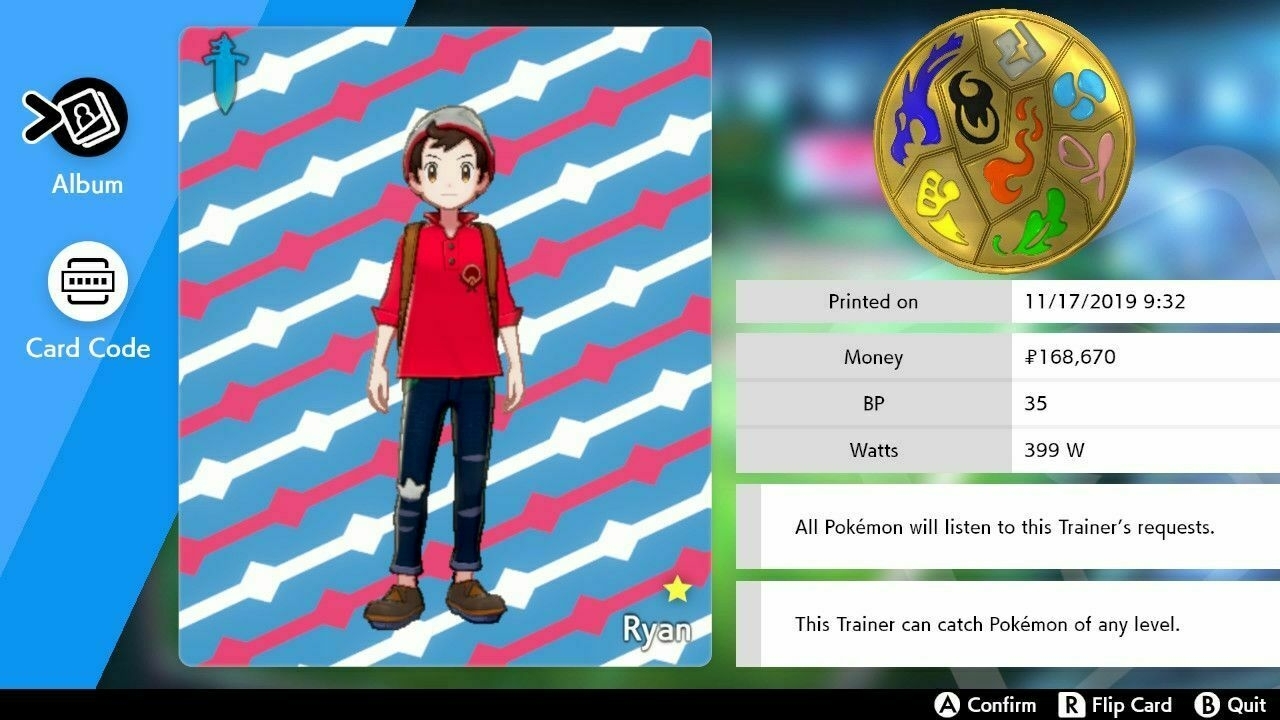 Album
Card Code
Ryan
Printed on 11/17/2019 9:32
Money ₽168,670
BP 35
Watts 399 W
All Pokémon will listen to this Trainer's requests.
This Trainer can catch Pokémon of any level.
A Confirm R Flip Card B Quit